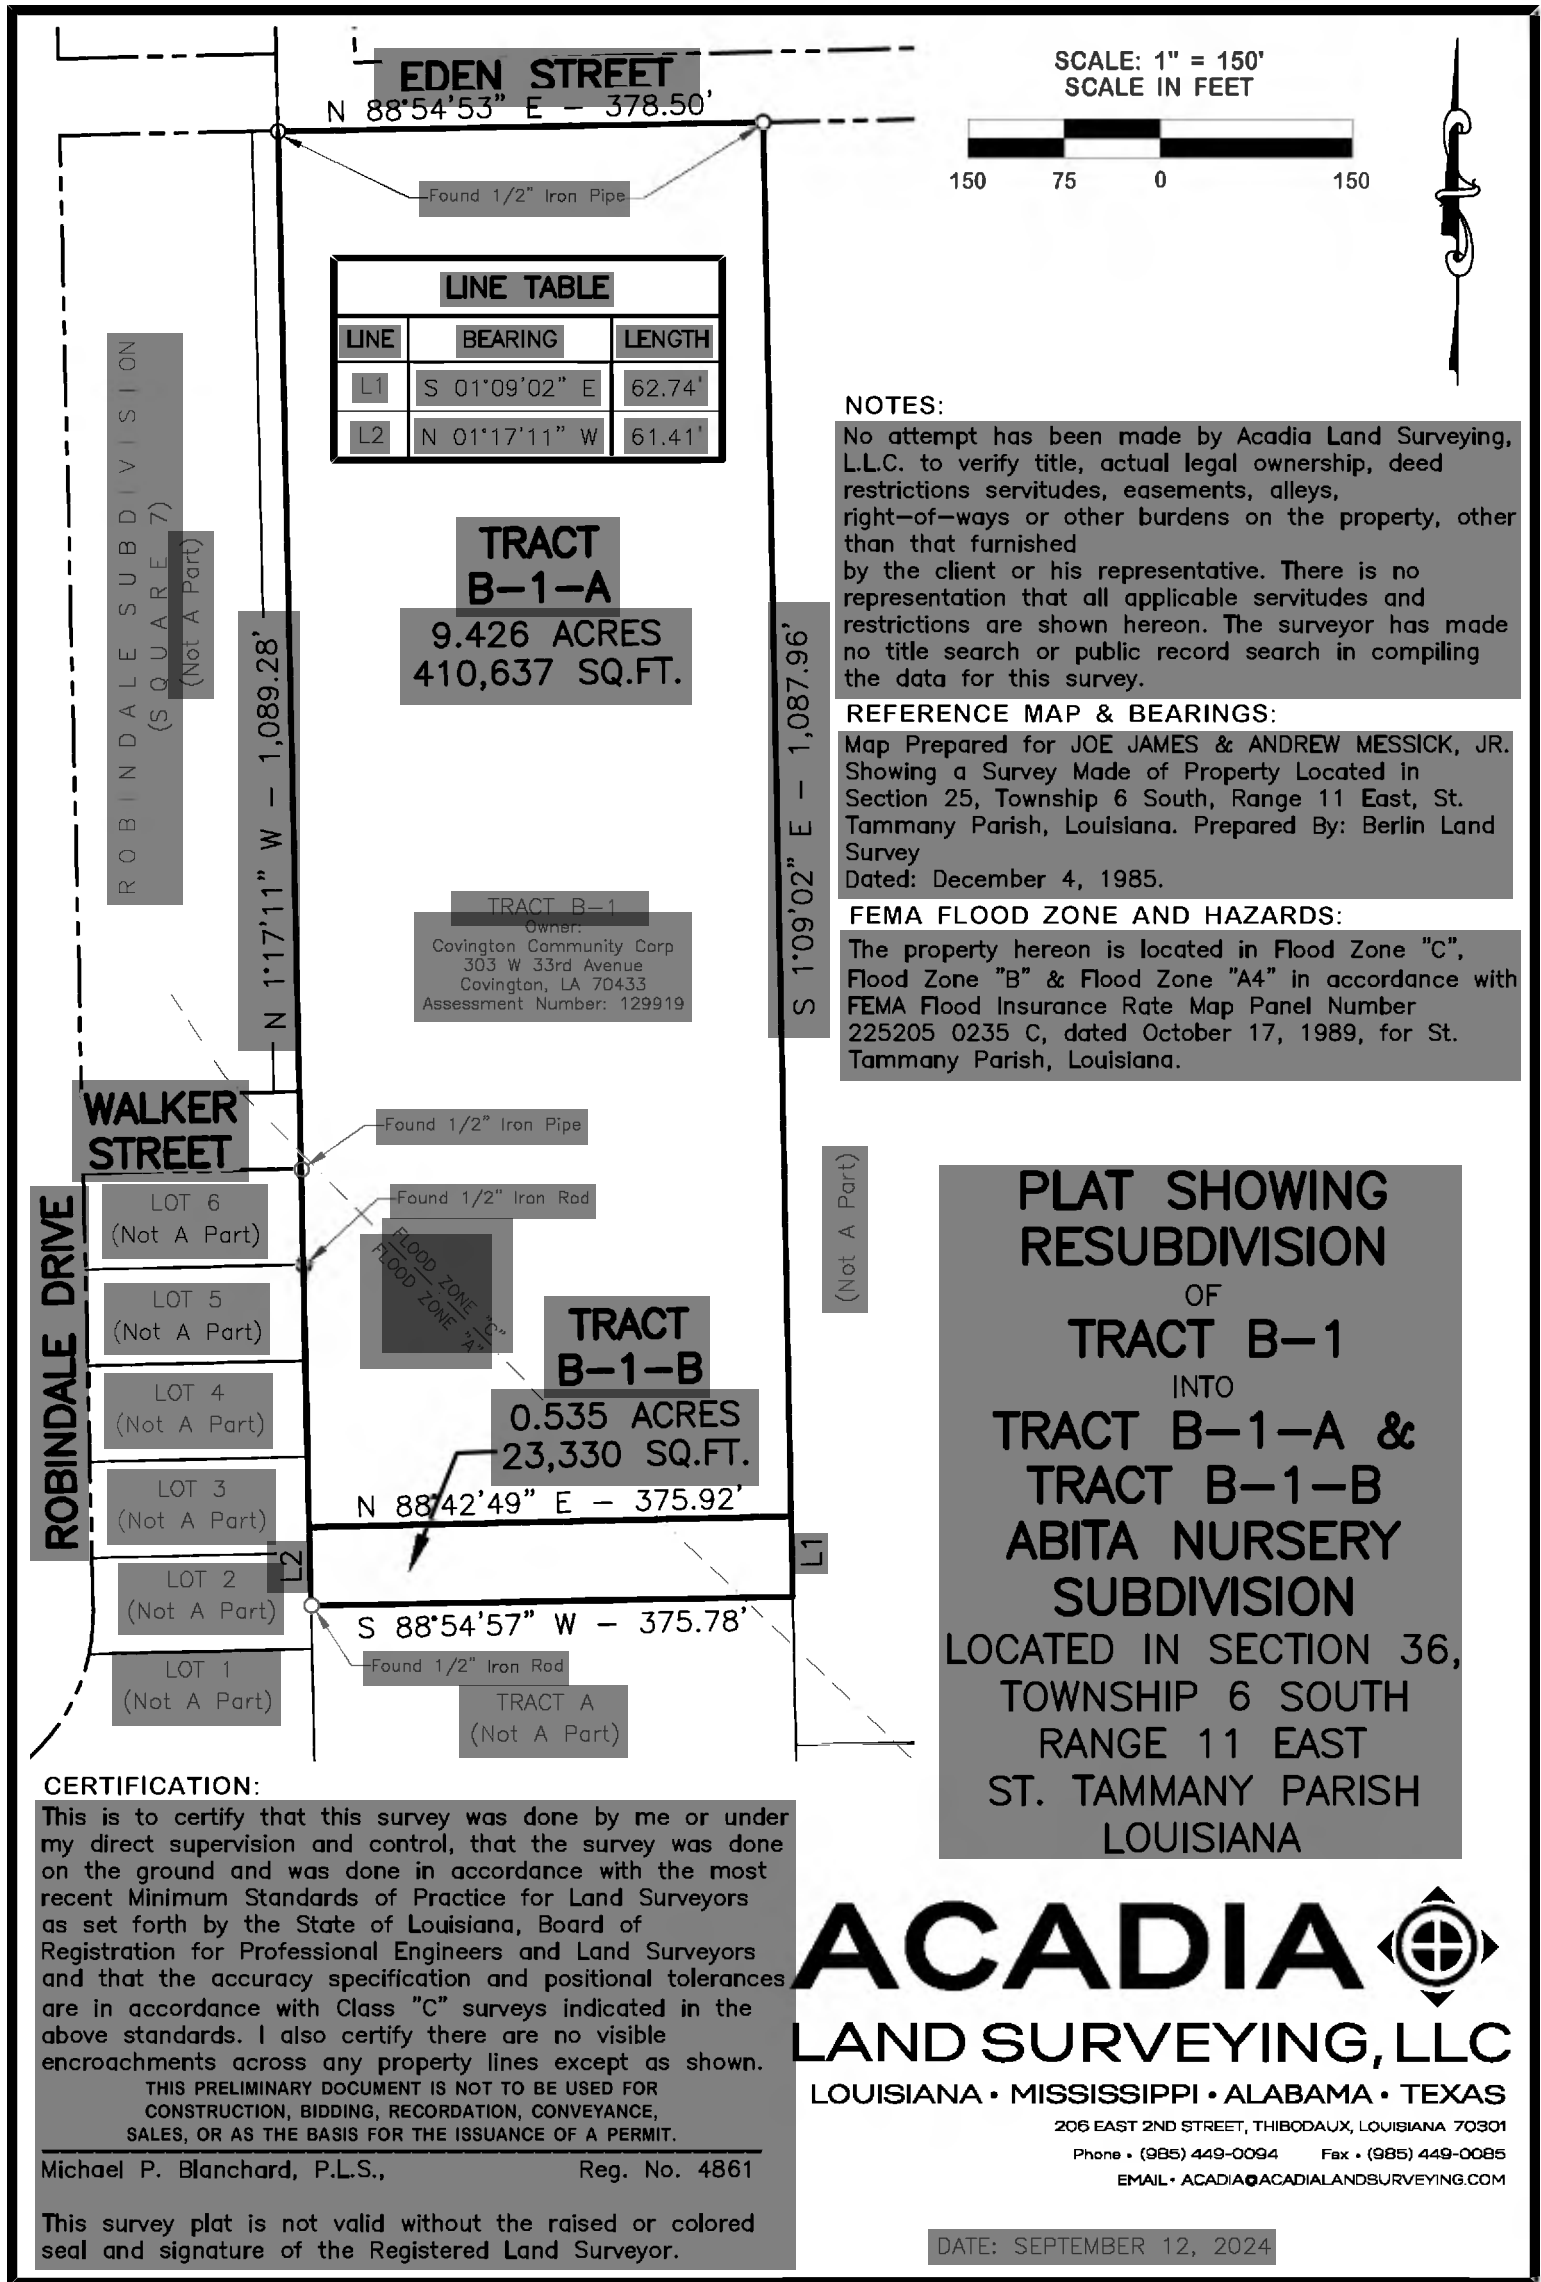 EDEN STREET
N 88°54'53" E - 378.50'
Found 1/2" Iron Pipe
SCALE: 1" = 150'
SCALE IN FEET
150 75 0 150
LINE TABLE
LINE BEARING LENGTH
L1 S 01°09'02" E 62.74'
L2 N 01°17'11" W 61.41'
ROBINDALE SUBDIVISION
(SQUARE 7)
(Not A Part)
N 1°17'11" W - 1,089.28'
TRACT
B-1-A
9.426 ACRES
410,637 SQ.FT.
S 1°09'02" E - 1,087.96'
TRACT B-1
Owner:
Covington Community Corp
303 W 33rd Avenue
Covington, LA 70433
Assessment Number: 129919
NOTES:
No attempt has been made by Acadia Land Surveying,
L.L.C. to verify title, actual legal ownership, deed
restrictions servitudes, easements, alleys,
right-of-ways or other burdens on the property, other
than that furnished
by the client or his representative. There is no
representation that all applicable servitudes and
restrictions are shown hereon. The surveyor has made
no title search or public record search in compiling
the data for this survey.
REFERENCE MAP & BEARINGS:
Map Prepared for JOE JAMES & ANDREW MESSICK, JR.
Showing a Survey Made of Property Located in
Section 25, Township 6 South, Range 11 East, St.
Tammany Parish, Louisiana. Prepared By: Berlin Land
Survey
Dated: December 4, 1985.
FEMA FLOOD ZONE AND HAZARDS:
The property hereon is located in Flood Zone "C",
Flood Zone "B" & Flood Zone "A4" in accordance with
FEMA Flood Insurance Rate Map Panel Number
225205 0235 C, dated October 17, 1989, for St.
Tammany Parish, Louisiana.
WALKER
STREET
Found 1/2" Iron Pipe
Found 1/2" Iron Rod
ROBINDALE DRIVE
LOT 6
(Not A Part)
LOT 5
(Not A Part)
LOT 4
(Not A Part)
LOT 3
(Not A Part)
LOT 2
(Not A Part)
LOT 1
(Not A Part)
FLOOD ZONE "C"
FLOOD ZONE "A"
(Not A Part)
TRACT
B-1-B
0.535 ACRES
23,330 SQ.FT.
N 88°42'49" E - 375.92'
L2
L1
S 88°54'57" W - 375.78'
Found 1/2" Iron Rod
TRACT A
(Not A Part)
PLAT SHOWING
RESUBDIVISION
OF
TRACT B-1
INTO
TRACT B-1-A &
TRACT B-1-B
ABITA NURSERY
SUBDIVISION
LOCATED IN SECTION 36,
TOWNSHIP 6 SOUTH
RANGE 11 EAST
ST. TAMMANY PARISH
LOUISIANA
CERTIFICATION:
This is to certify that this survey was done by me or under
my direct supervision and control, that the survey was done
on the ground and was done in accordance with the most
recent Minimum Standards of Practice for Land Surveyors
as set forth by the State of Louisiana, Board of
Registration for Professional Engineers and Land Surveyors
and that the accuracy specification and positional tolerances
are in accordance with Class "C" surveys indicated in the
above standards. I also certify there are no visible
encroachments across any property lines except as shown.
THIS PRELIMINARY DOCUMENT IS NOT TO BE USED FOR
CONSTRUCTION, BIDDING, RECORDATION, CONVEYANCE,
SALES, OR AS THE BASIS FOR THE ISSUANCE OF A PERMIT.
Michael P. Blanchard, P.L.S., Reg. No. 4861
This survey plat is not valid without the raised or colored
seal and signature of the Registered Land Surveyor.
ACADIA
LAND SURVEYING, LLC
LOUISIANA • MISSISSIPPI • ALABAMA • TEXAS
206 EAST 2ND STREET, THIBODAUX, LOUISIANA 70301
Phone • (985) 449-0094 Fax • (985) 449-0085
EMAIL • ACADIA@ACADIALANDSURVEYING.COM
DATE: SEPTEMBER 12, 2024